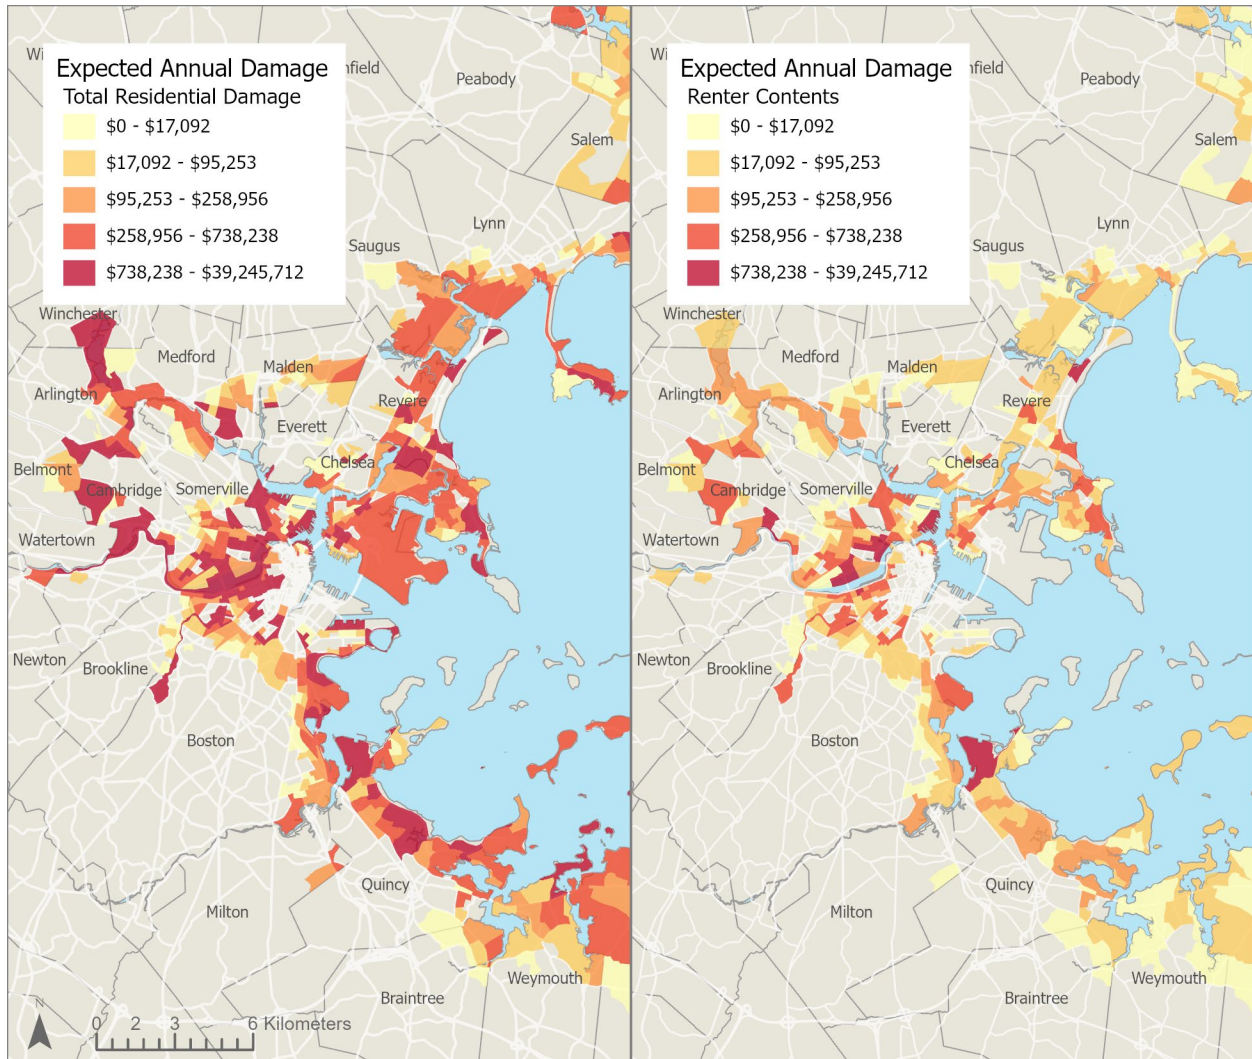 Expected Annual Damage
Total Residential Damage
$0 - $17,092
$17,092 - $95,253
$95,253 - $258,956
$258,956 - $738,238
$738,238 - $39,245,712
Wi
nfield
Peabody
Salem
Lynn
Saugus
Winchester
Medford
Malden
Arlington
Revere
Everett
Belmont
Chelsea
Cambridge
Somerville
Watertown
Newton
Brookline
Boston
Quincy
Milton
Weymouth
Braintree
N
0 2 3 6 Kilometers
Expected Annual Damage
Renter Contents
$0 - $17,092
$17,092 - $95,253
$95,253 - $258,956
$258,956 - $738,238
$738,238 - $39,245,712
Wi
nfield
Peabody
Salem
Lynn
Saugus
Winchester
Medford
Malden
Arlington
Revere
Everett
Belmont
Chelsea
Cambridge
Somerville
Watertown
Newton
Brookline
Boston
Quincy
Milton
Weymouth
Braintree